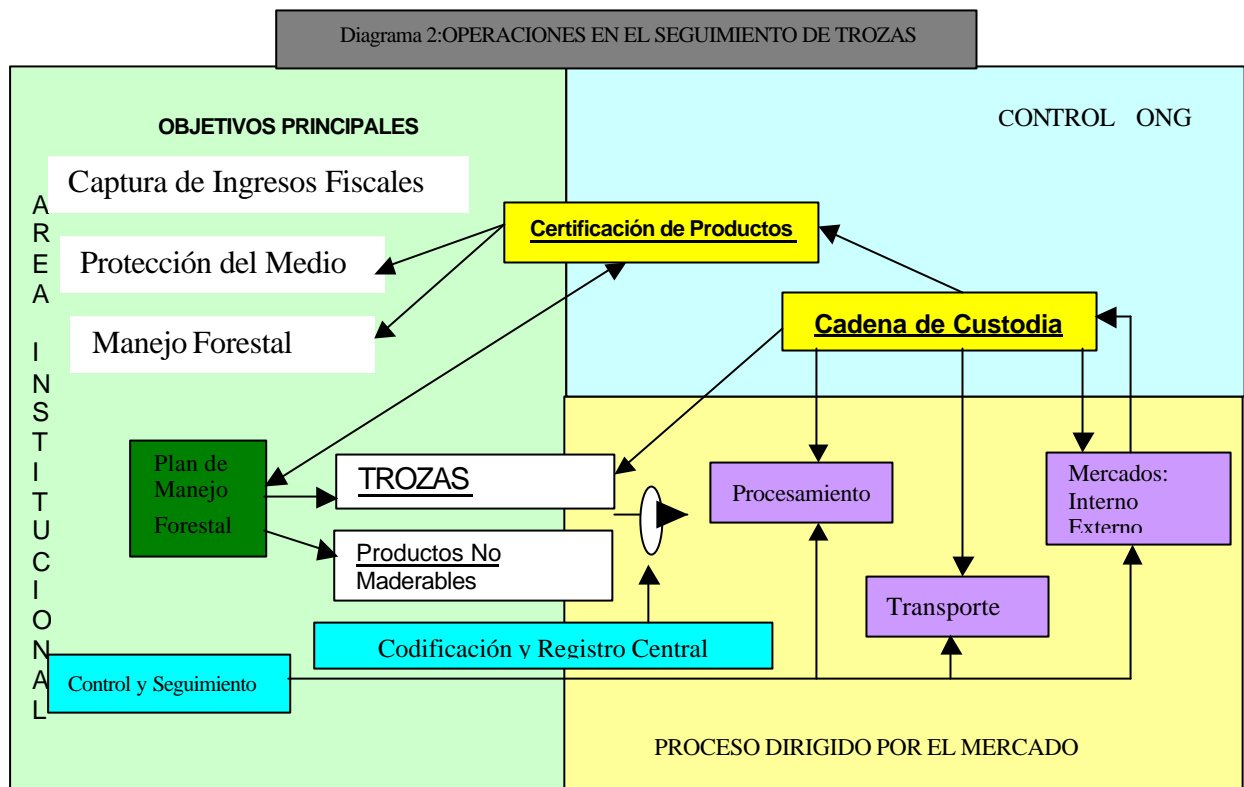 Diagrama 2:OPERACIONES EN EL SEGUIMIENTO DE TROZAS
OBJETIVOS PRINCIPALES
CONTROL ONG
Captura de Ingresos Fiscales
Protección del Medio
Manejo Forestal
AREA INSTITUCIONAL
Certificación de Productos
Cadena de Custodia
Plan de
Manejo
Forestal
TROZAS
Productos No
Maderables
Procesamiento
Mercados:
Interno
Externo
Transporte
Codificación y Registro Central
Control y Seguimiento
PROCESO DIRIGIDO POR EL MERCADO